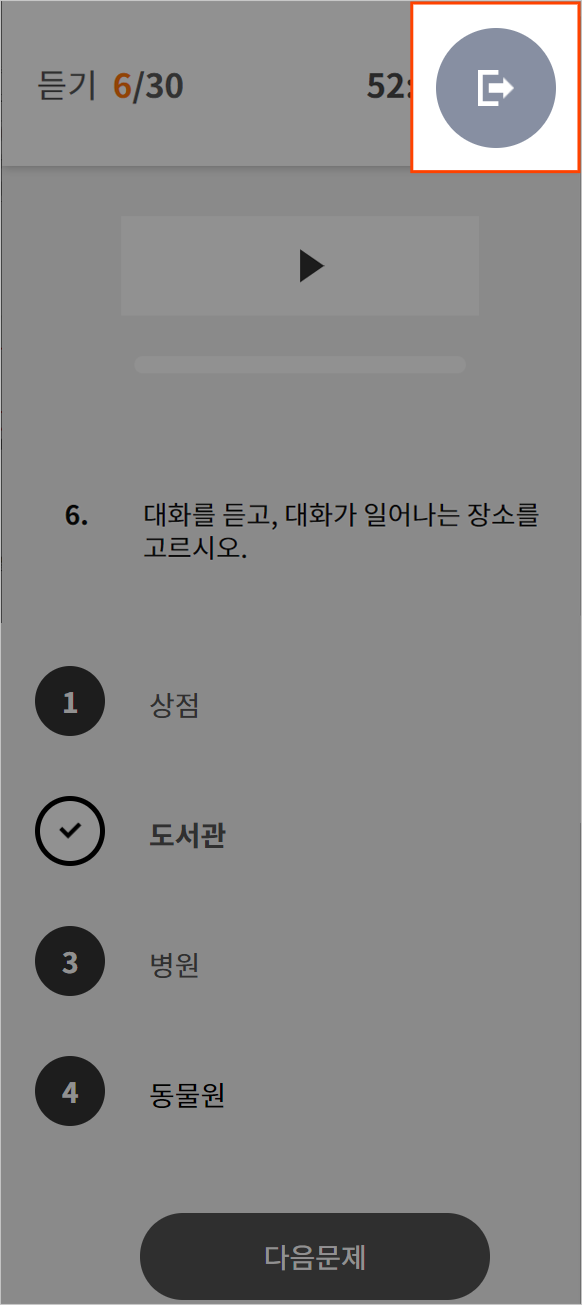 듣기 6/30 52:
6. 대화를 듣고, 대화가 일어나는 장소를
고르시오.
1 상점
도서관
3 병원
4 동물원
다음문제